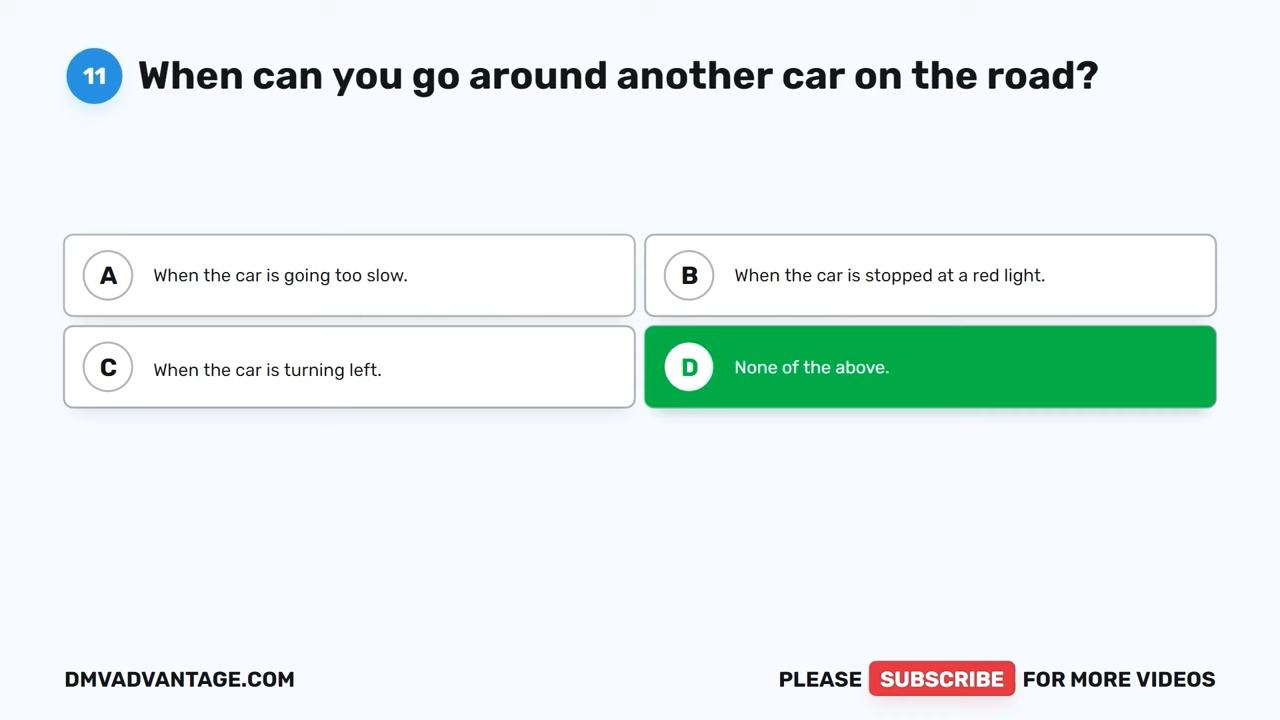 11 When can you go around another car on the road?
A When the car is going too slow.
B When the car is stopped at a red light.
C When the car is turning left.
D None of the above.
DMVADVANTAGE.COM
PLEASE SUBSCRIBE FOR MORE VIDEOS